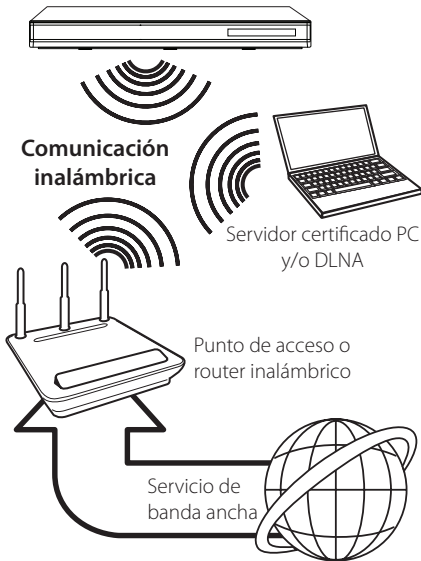 Comunicación
inalámbrica
Servidor certificado PC
y/o DLNA
Punto de acceso o
router inalámbrico
Servicio de
banda ancha